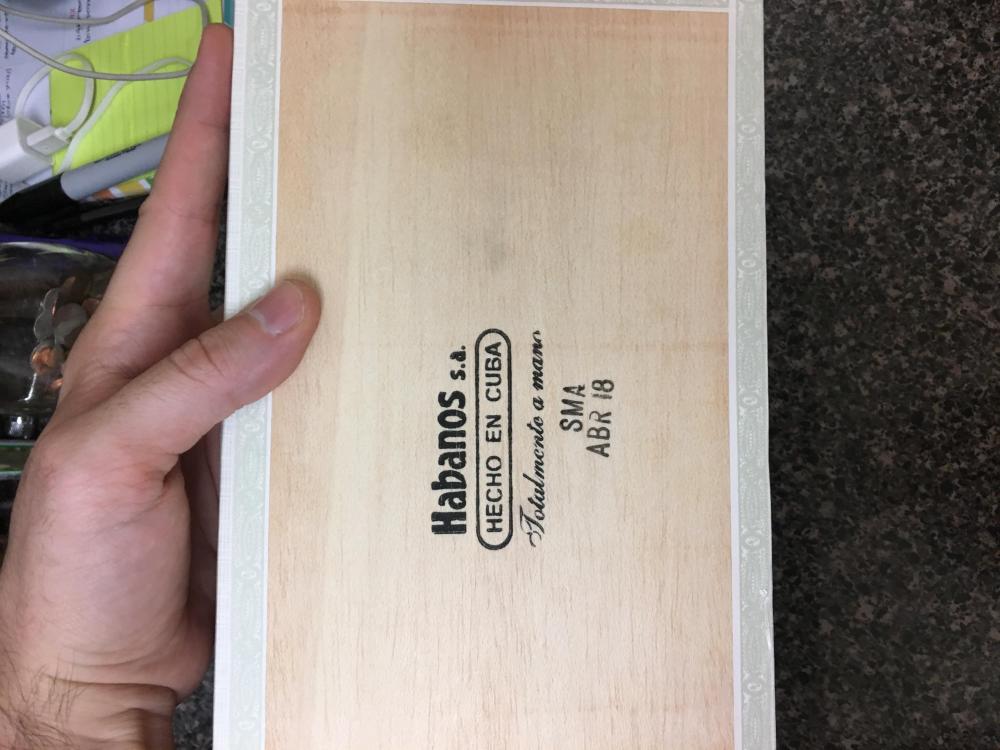 Habanos s.a.
HECHO EN CUBA
Totalmente a mano
SMA
ABR 18